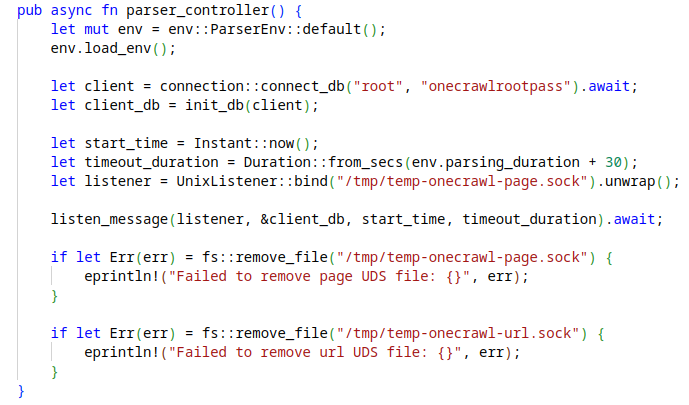 pub async fn parser_controller() {
    let mut env = env::ParserEnv::default();
    env.load_env();

    let client = connection::connect_db("root", "onecrawlrootpass").await;
    let client_db = init_db(client);

    let start_time = Instant::now();
    let timeout_duration = Duration::from_secs(env.parsing_duration + 30);
    let listener = UnixListener::bind("/tmp/temp-onecrawl-page.sock").unwrap();

    listen_message(listener, &client_db, start_time, timeout_duration).await;

    if let Err(err) = fs::remove_file("/tmp/temp-onecrawl-page.sock") {
        eprintln!("Failed to remove page UDS file: {}", err);
    }

    if let Err(err) = fs::remove_file("/tmp/temp-onecrawl-url.sock") {
        eprintln!("Failed to remove url UDS file: {}", err);
    }
}